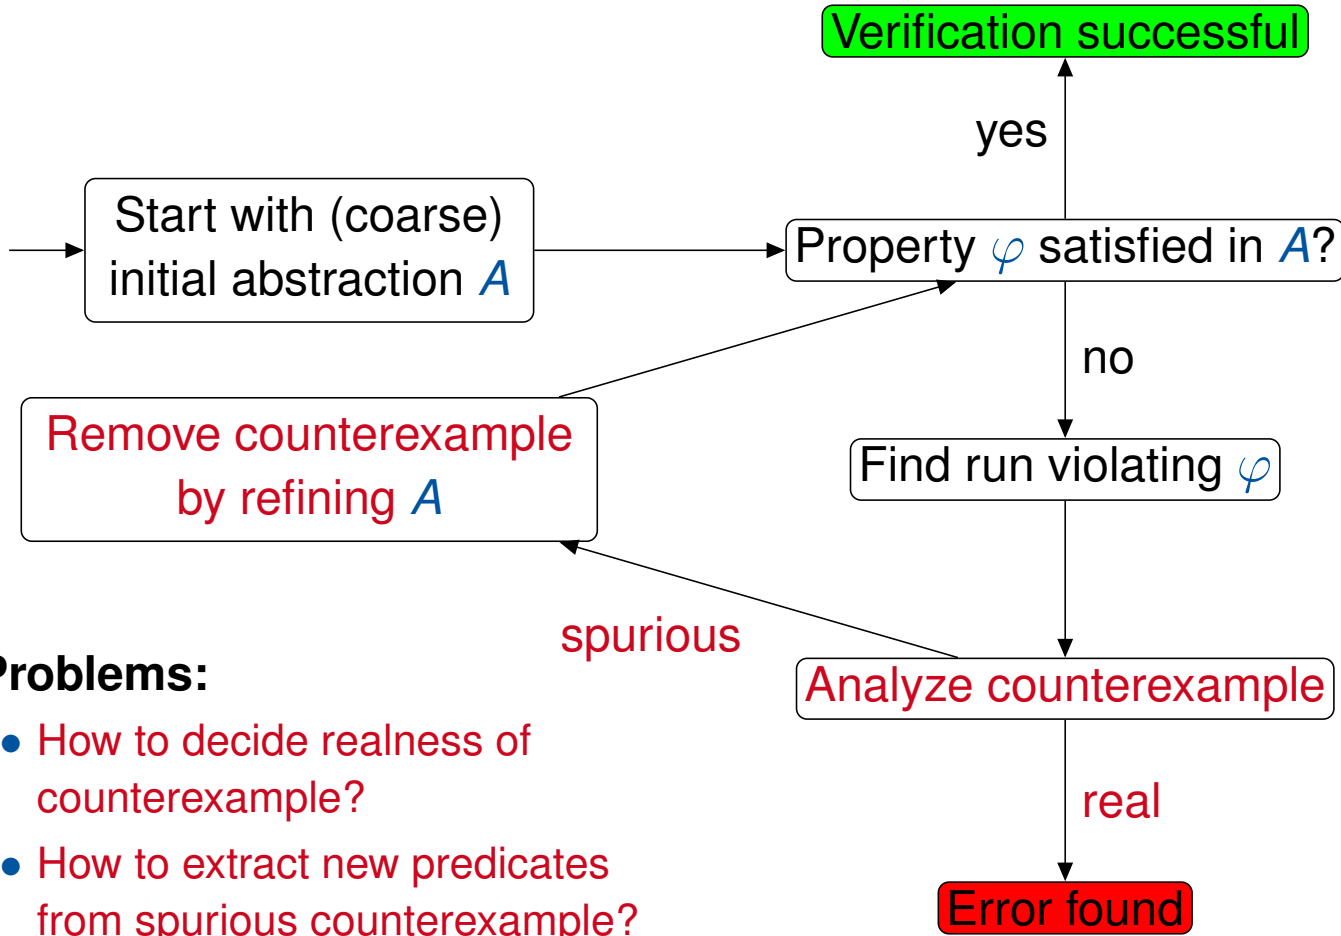 Verification successful
yes
Start with (coarse)
initial abstraction A
Property φ satisfied in A?
no
Remove counterexample
by refining A
Find run violating φ
spurious
Analyze counterexample
Problems:
• How to decide realness of
counterexample?
real
• How to extract new predicates
from spurious counterexample?
Error found